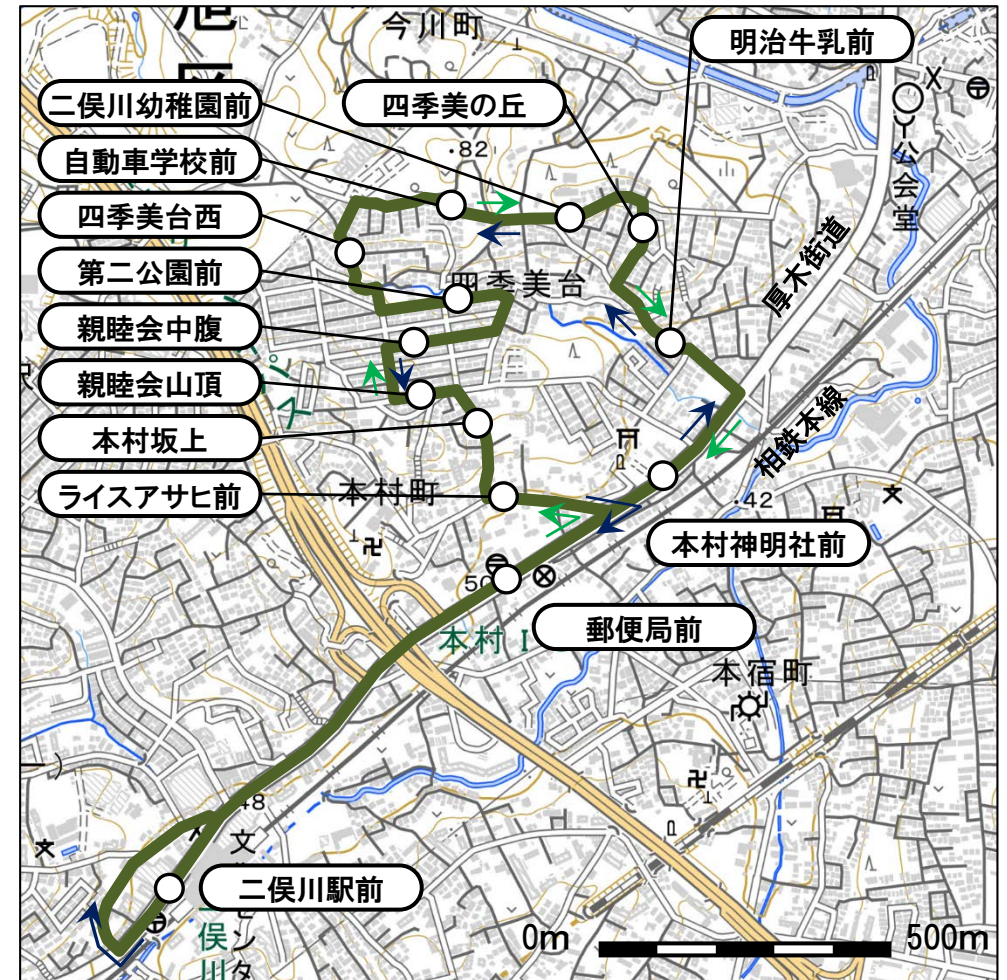 旭区
今川町
明治牛乳前
二俣川幼稚園前
四季美の丘
自動車学校前
・82
50
公会堂
四季美台西
厚木街道
第二公園前
四季美台
親睦会中腹
親睦会山頂
相鉄本線
本村坂上
ライスアサヒ前
本村町
・42
本村神明社前
50
郵便局前
本村I
本宿町
48
二俣川駅前
0m
500m